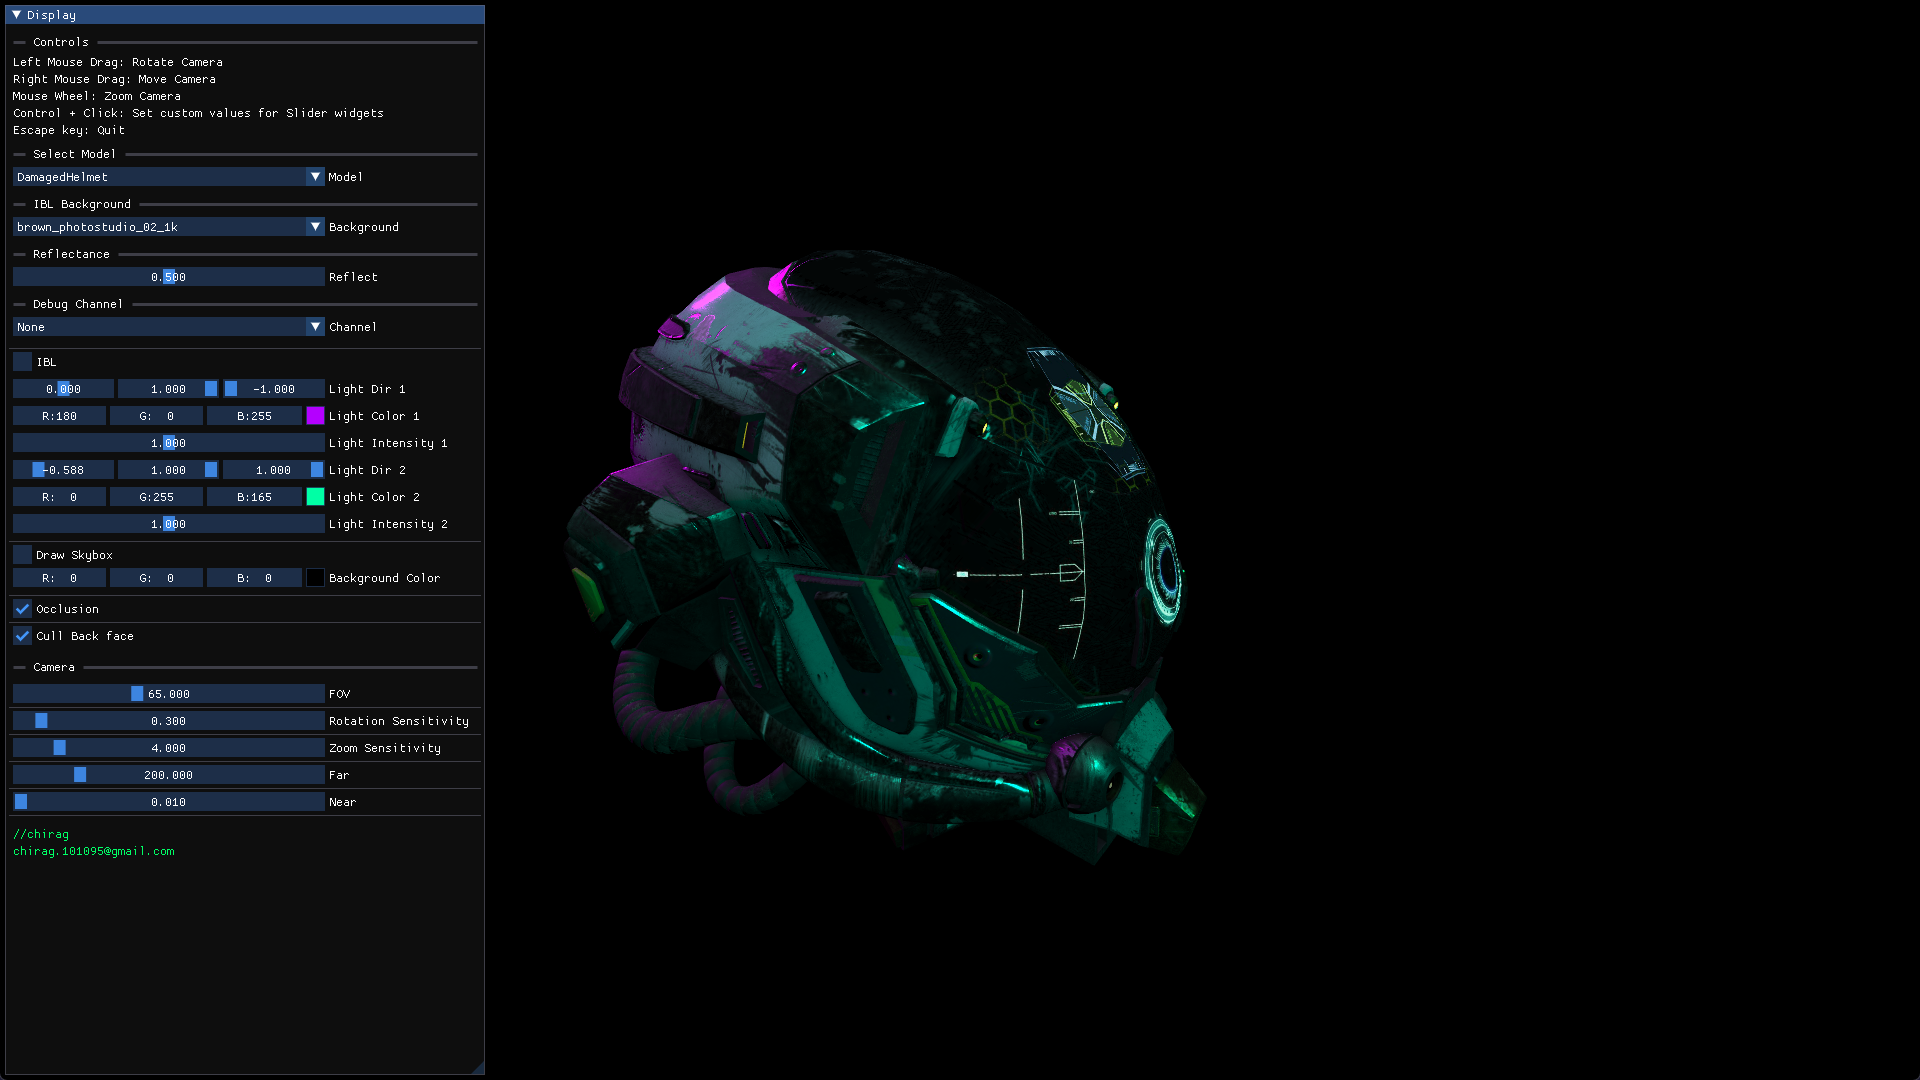 Display
Controls
Left Mouse Drag: Rotate Camera
Right Mouse Drag: Move Camera
Mouse Wheel: Zoom Camera
Control + Click: Set custom values for Slider widgets
Escape key: Quit
Select Model
DamagedHelmet Model
IBL Background
brown_photostudio_02_1k Background
Reflectance
0.500 Reflect
Debug Channel
None Channel
IBL
0.000 1.000 -1.000 Light Dir 1
R:180 G: 0 B:255 Light Color 1
1.000 Light Intensity 1
-0.588 1.000 1.000 Light Dir 2
R: 0 G:255 B:165 Light Color 2
1.000 Light Intensity 2
Draw Skybox
R: 0 G: 0 B: 0 Background Color
Occlusion
Cull Back face
Camera
65.000 FOV
0.300 Rotation Sensitivity
4.000 Zoom Sensitivity
200.000 Far
0.010 Near
//chirag
chirag.101095@gmail.com